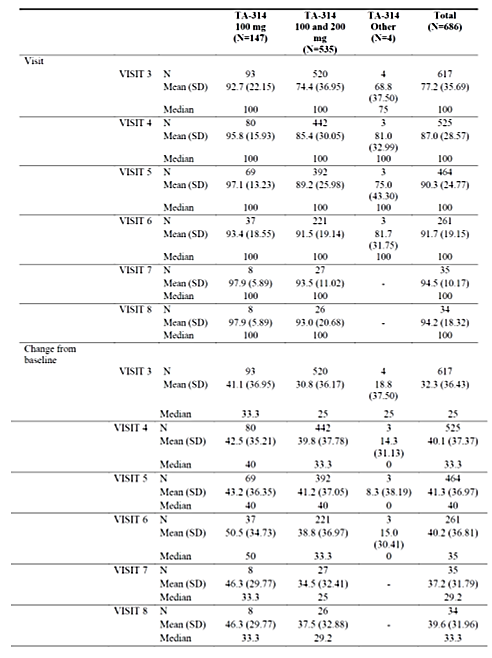 TA-314 TA-314 TA-314 Total
100 mg 100 and 200 Other (N=686)
(N=147) mg (N=4)
(N=535)
Visit
VISIT 3 N 93 520 4 617
Mean (SD) 92.7 (22.15) 74.4 (36.95) 68.8 77.2 (35.69)
(37.50)
Median 100 100 75 100
VISIT 4 N 80 442 3 525
Mean (SD) 95.8 (15.93) 85.4 (30.05) 81.0 87.0 (28.57)
(32.99)
Median 100 100 100 100
VISIT 5 N 69 392 3 464
Mean (SD) 97.1 (13.23) 89.2 (25.98) 75.0 90.3 (24.77)
(43.30)
Median 100 100 100 100
VISIT 6 N 37 221 3 261
Mean (SD) 93.4 (18.55) 91.5 (19.14) 81.7 91.7 (19.15)
(31.75)
Median 100 100 100 100
VISIT 7 N 8 27 35
Mean (SD) 97.9 (5.89) 93.5 (11.02) - 94.5 (10.17)
Median 100 100 100
VISIT 8 N 8 26 34
Mean (SD) 97.9 (5.89) 93.0 (20.68) - 94.2 (18.32)
Median 100 100 100
Change from
baseline
VISIT 3 N 93 520 4 617
Mean (SD) 41.1 (36.95) 30.8 (36.17) 18.8 32.3 (36.43)
(37.50)
Median 33.3 25 25 25
VISIT 4 N 80 442 3 525
Mean (SD) 42.5 (35.21) 39.8 (37.78) 14.3 40.1 (37.37)
(31.13)
Median 40 33.3 0 33.3
VISIT 5 N 69 392 3 464
Mean (SD) 43.2 (36.35) 41.2 (37.05) 8.3 (38.19) 41.3 (36.97)
Median 40 40 0 40
VISIT 6 N 37 221 3 261
Mean (SD) 50.5 (34.73) 38.8 (36.97) 15.0 40.2 (36.81)
(30.41)
Median 50 33.3 0 35
VISIT 7 N 8 27 35
Mean (SD) 46.3 (29.77) 34.5 (32.41) - 37.2 (31.79)
Median 33.3 25 29.2
VISIT 8 N 8 26 34
Mean (SD) 46.3 (29.77) 37.5 (32.88) - 39.6 (31.96)
Median 33.3 29.2 33.3